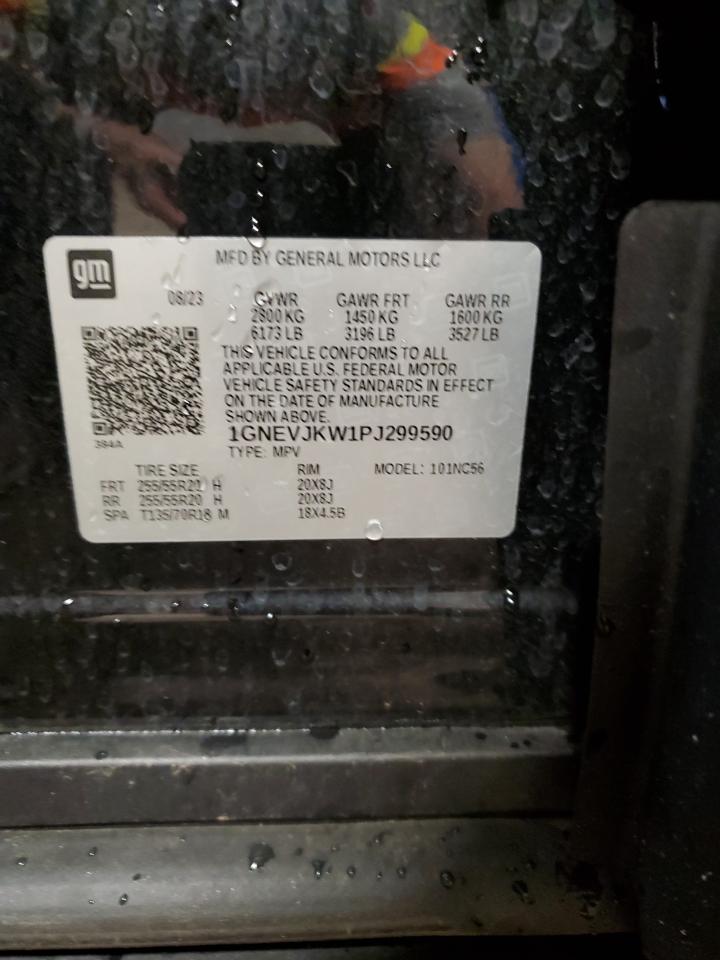 gm
MFD BY GENERAL MOTORS LLC
08/23 GVWR GAWR FRT GAWR RR
2800 KG 1450 KG 1600 KG
6173 LB 3196 LB 3527 LB
THIS VEHICLE CONFORMS TO ALL
APPLICABLE U.S. FEDERAL MOTOR
VEHICLE SAFETY STANDARDS IN EFFECT
ON THE DATE OF MANUFACTURE
SHOWN ABOVE.
384A
1GNEVJKW1PJ299590
TYPE: MPV
TIRE SIZE RIM MODEL: 101NC56
FRT 255/55R21 H 20X8J
RR 255/55R20 H 20X8J
SPA T135/70R18 M 18X4.5B